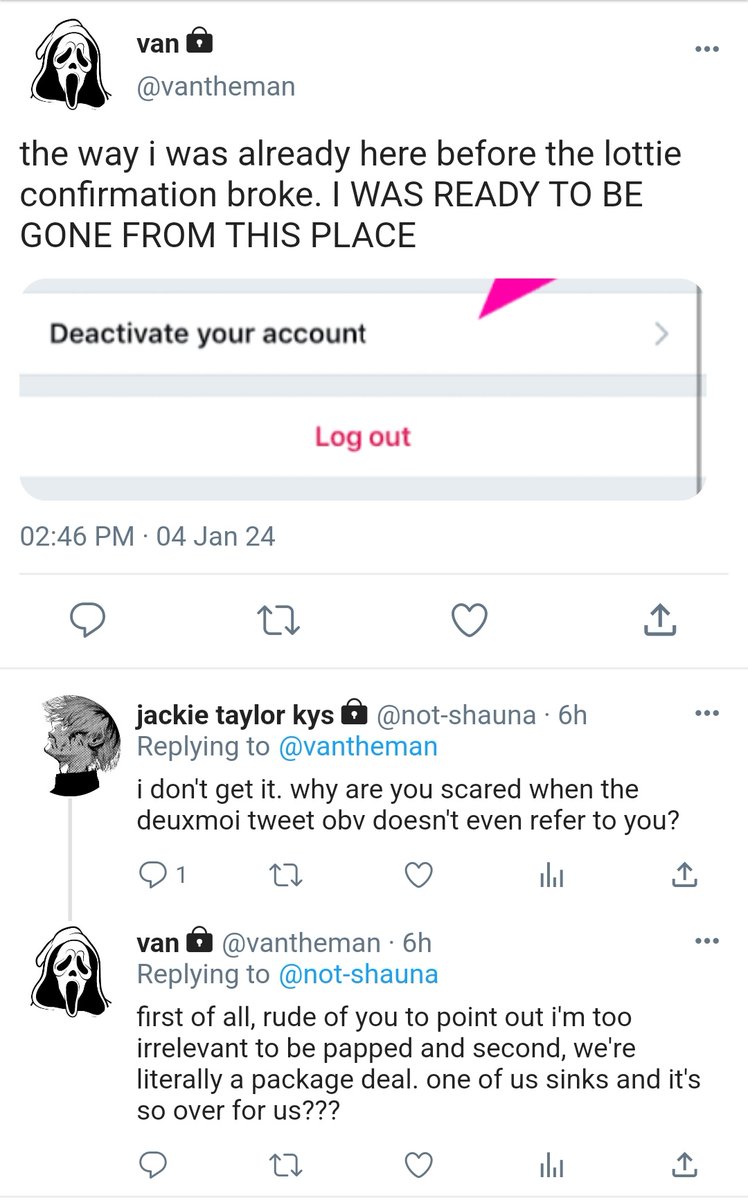 van 🔒
@vantheman
the way i was already here before the lottie
confirmation broke. I WAS READY TO BE
GONE FROM THIS PLACE
Deactivate your account
Log out
02:46 PM · 04 Jan 24
jackie taylor kys 🔒 @not-shauna · 6h
Replying to @vantheman
i don't get it. why are you scared when the
deuxmoi tweet obv doesn't even refer to you?
1
van 🔒 @vantheman · 6h
Replying to @not-shauna
first of all, rude of you to point out i'm too
irrelevant to be papped and second, we're
literally a package deal. one of us sinks and it's
so over for us???